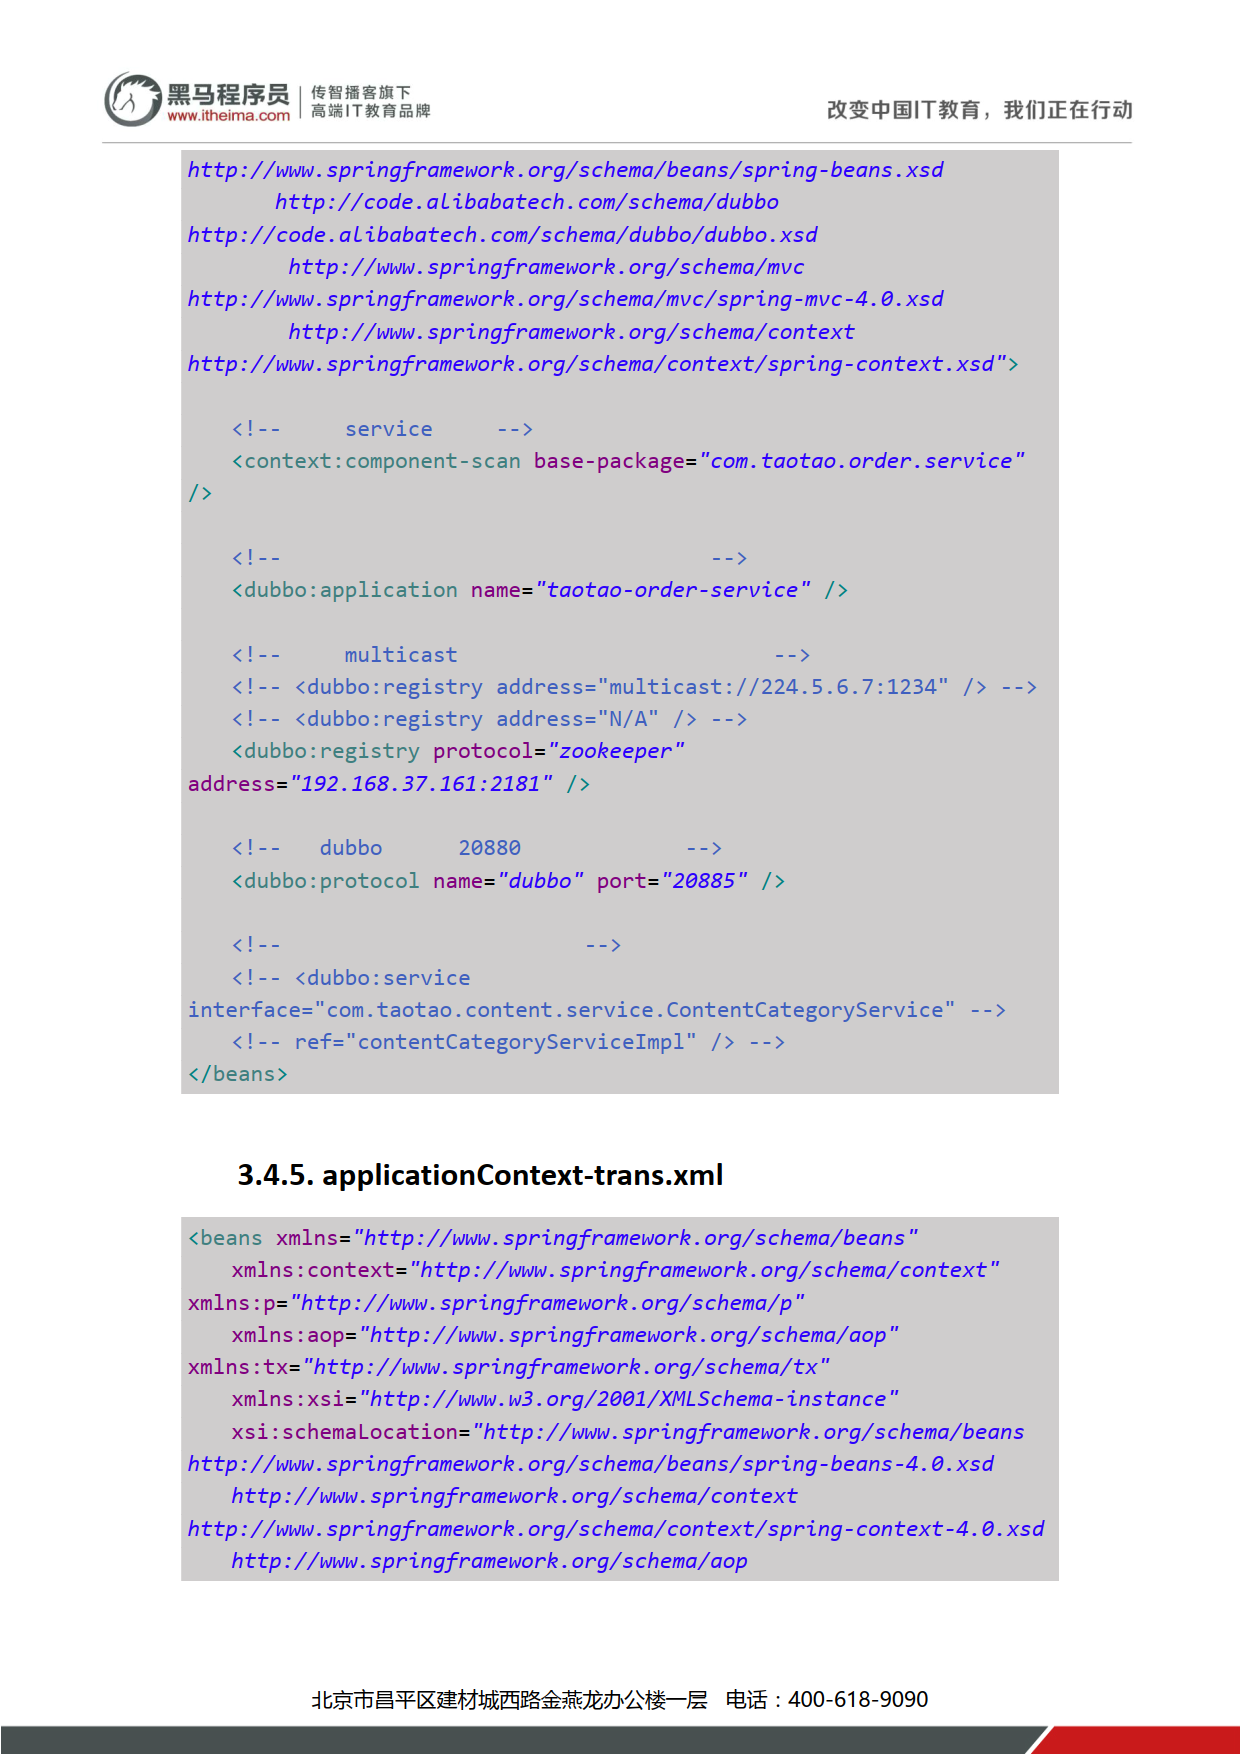 黑马程序员
www.itheima.com
传智播客旗下
高端IT教育品牌
改变中国IT教育，我们正在行动
http://www.springframework.org/schema/beans/spring-beans.xsd
http://code.alibabatech.com/schema/dubbo
http://code.alibabatech.com/schema/dubbo/dubbo.xsd
http://www.springframework.org/schema/mvc
http://www.springframework.org/schema/mvc/spring-mvc-4.0.xsd
http://www.springframework.org/schema/context
http://www.springframework.org/schema/context/spring-context.xsd">
<!-- service -->
<context:component-scan base-package="com.taotao.order.service"
/>
<!-- -->
<dubbo:application name="taotao-order-service" />
<!-- multicast -->
<!-- <dubbo:registry address="multicast://224.5.6.7:1234" /> -->
<!-- <dubbo:registry address="N/A" /> -->
<dubbo:registry protocol="zookeeper"
address="192.168.37.161:2181" />
<!-- dubbo 20880 -->
<dubbo:protocol name="dubbo" port="20885" />
<!-- -->
<!-- <dubbo:service
interface="com.taotao.content.service.ContentCategoryService" -->
<!-- ref="contentCategoryServiceImpl" /> -->
</beans>
3.4.5. applicationContext-trans.xml
<beans xmlns="http://www.springframework.org/schema/beans"
xmlns:context="http://www.springframework.org/schema/context"
xmlns:p="http://www.springframework.org/schema/p"
xmlns:aop="http://www.springframework.org/schema/aop"
xmlns:tx="http://www.springframework.org/schema/tx"
xmlns:xsi="http://www.w3.org/2001/XMLSchema-instance"
xsi:schemaLocation="http://www.springframework.org/schema/beans
http://www.springframework.org/schema/beans/spring-beans-4.0.xsd
http://www.springframework.org/schema/context
http://www.springframework.org/schema/context/spring-context-4.0.xsd
http://www.springframework.org/schema/aop
北京市昌平区建材城西路金燕龙办公楼一层 电话：400-618-9090